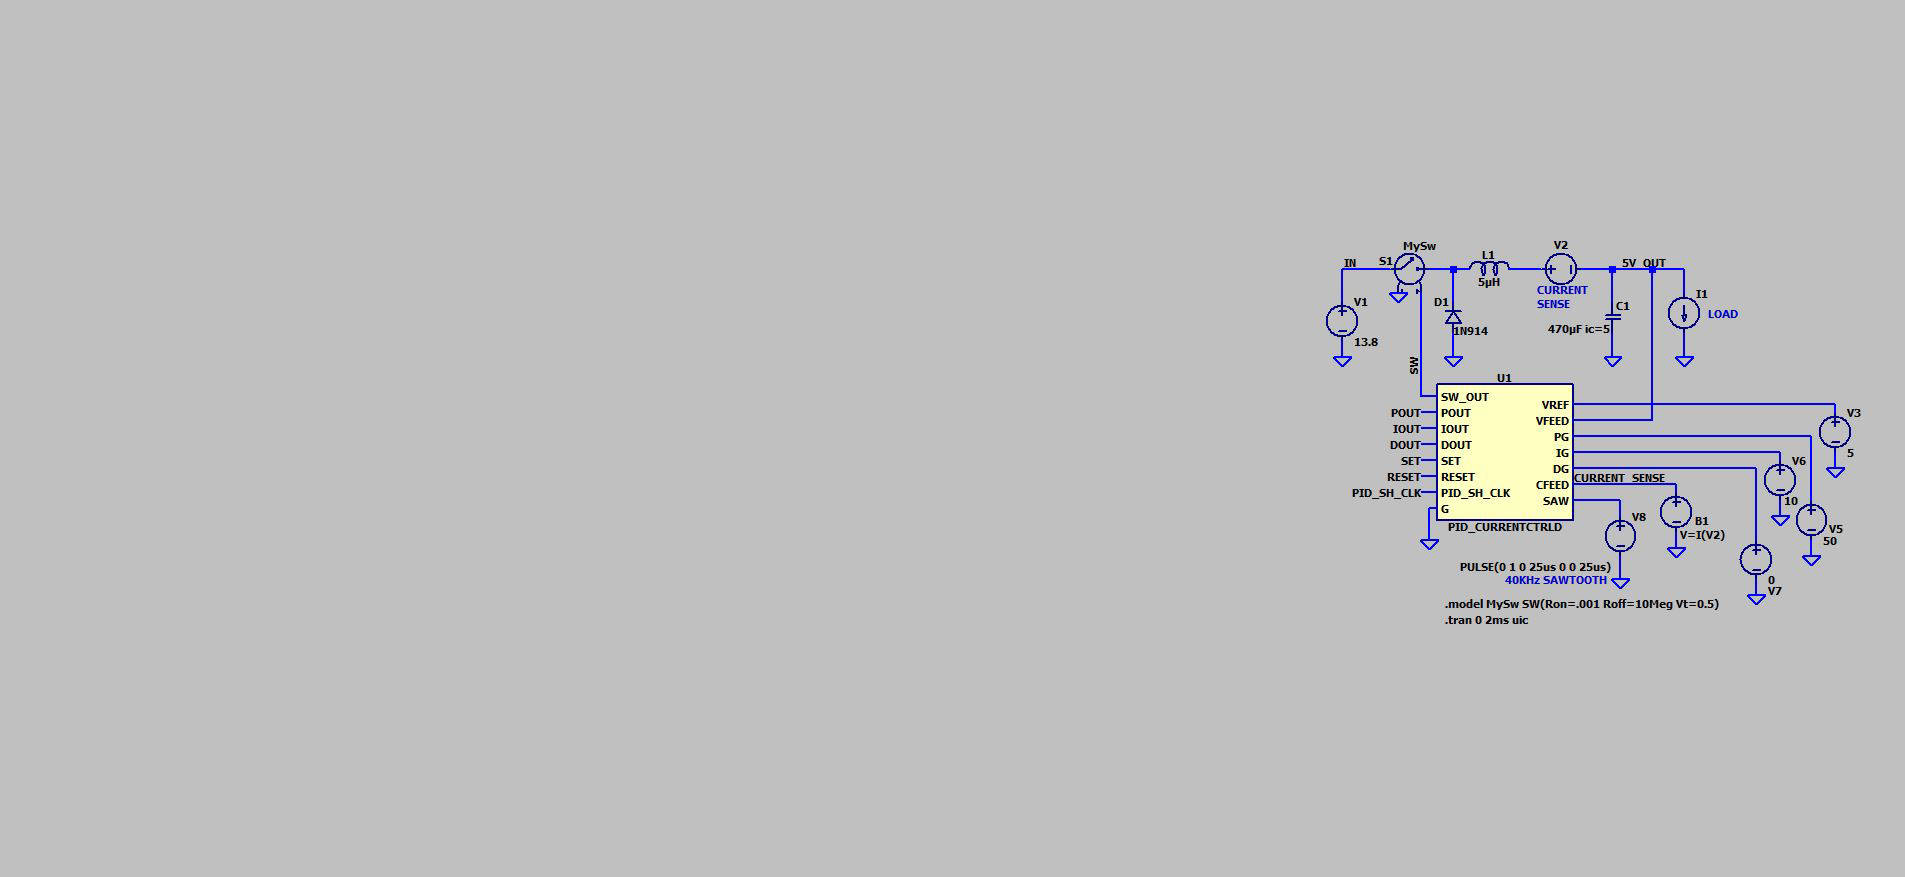 MySw
V2
L1
IN
S1
5V_OUT
5µH
CURRENT
SENSE
V1
D1
I1
C1
LOAD
1N914
470µF ic=5
13.8
SW
U1
SW_OUT
VREF
POUT
POUT
VFEED
V3
IOUT
IOUT
PG
DOUT
DOUT
IG
5
SET
SET
DG
V6
RESET
RESET
CURRENT_SENSE
CFEED
PID_SH_CLK
PID_SH_CLK
SAW
10
G
V8
B1
V5
PID_CURRENTCTRLD
V=I(V2)
50
PULSE(0 1 0 25us 0 0 25us)
40KHz SAWTOOTH
0
V7
.model MySw SW(Ron=.001 Roff=10Meg Vt=0.5)
.tran 0 2ms uic